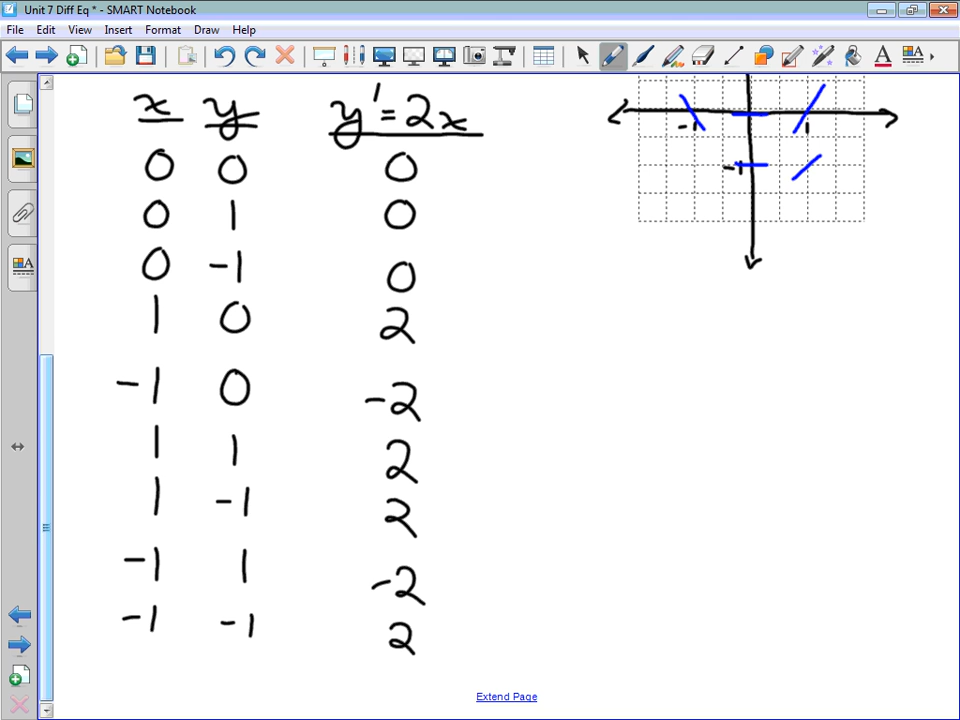 Unit 7 Diff Eq * - SMART Notebook
File Edit View Insert Format Draw Help
x y y' = 2x
0 0 0
0 1 0
0 -1 0
1 0 2
-1 0 -2
1 1 2
1 -1 2
-1 1 -2
-1 -1 2
-1 1
-1
Extend Page